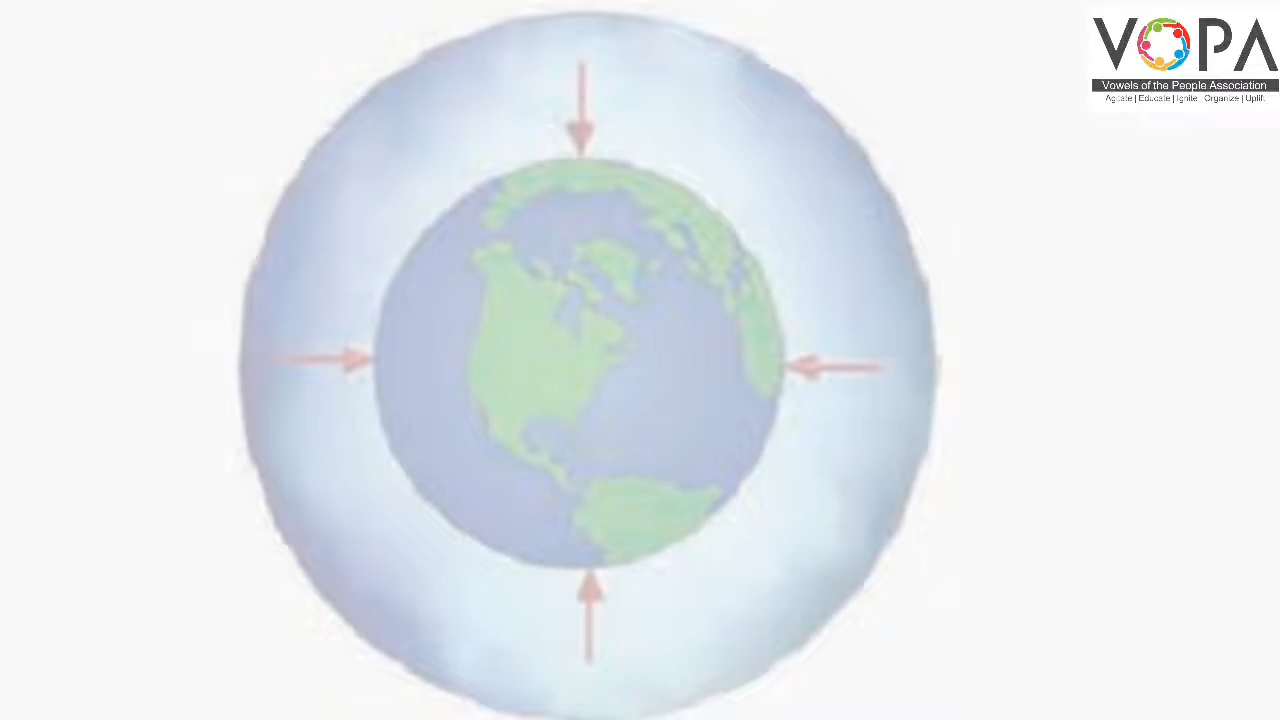 VOPA
Vowels of the People Association
Agitate | Educate | Ignite | Organize | Uplift